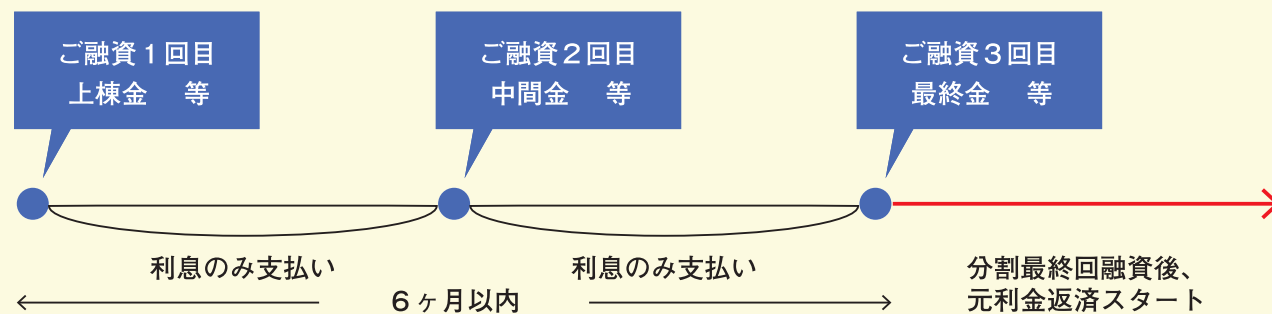 ご融資１回目
上棟金　等
ご融資２回目
中間金　等
ご融資３回目
最終金　等
利息のみ支払い
利息のみ支払い
６ヶ月以内
分割最終回融資後、
元利金返済スタート